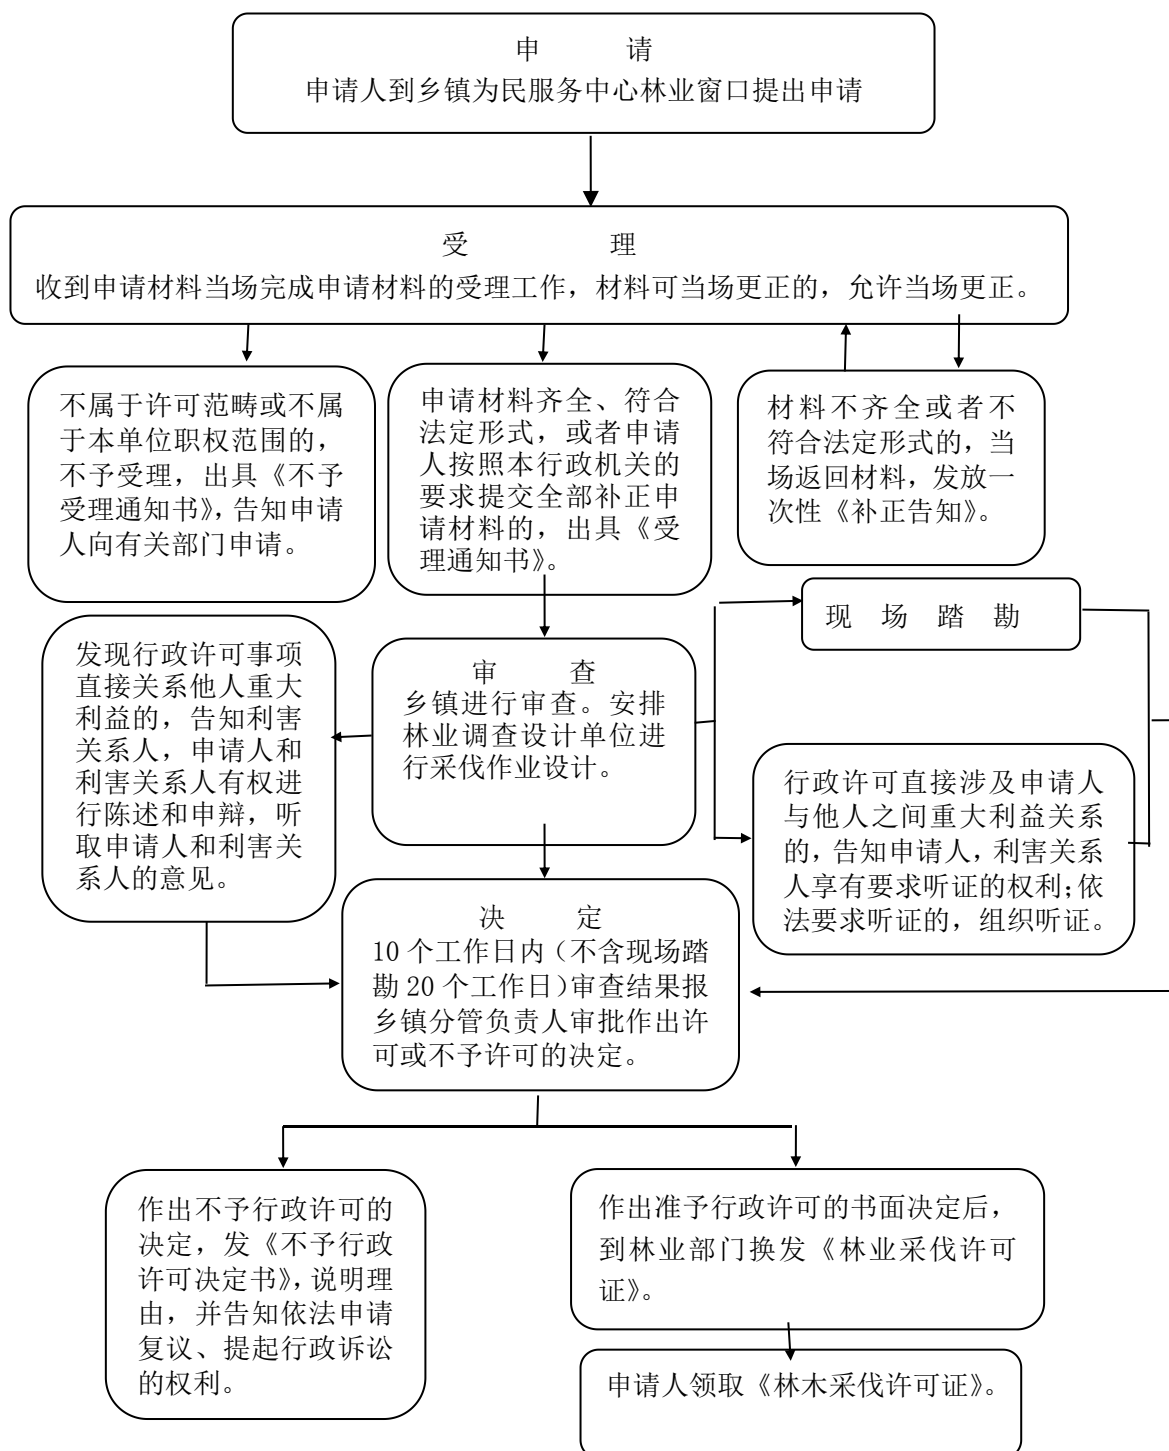 申 请
申请人到乡镇为民服务中心林业窗口提出申请
受 理
收到申请材料当场完成申请材料的受理工作，材料可当场更正的，允许当场更正。
不属于许可范畴或不属
于本单位职权范围的，
不予受理，出具《不予
受理通知书》，告知申请
人向有关部门申请。
申请材料齐全、符合
法定形式，或者申请
人按照本行政机关的
要求提交全部补正申
请材料的，出具《受
理通知书》。
材料不齐全或者不
符合法定形式的，当
场返回材料，发放一
次性《补正告知》。
现 场 踏 勘
发现行政许可事项
直接关系他人重大
利益的，告知利害
关系人，申请人和
利害关系人有权进
行陈述和申辩，听
取申请人和利害关
系人的意见。
审 查
乡镇进行审查。安排
林业调查设计单位进
行采伐作业设计。
行政许可直接涉及申请人
与他人之间重大利益关系
的，告知申请人，利害关系
人享有要求听证的权利；依
法要求听证的，组织听证。
决 定
10 个工作日内（不含现场踏
勘 20 个工作日）审查结果报
乡镇分管负责人审批作出许
可或不予许可的决定。
作出不予行政许可的
决定，发《不予行政
许可决定书》，说明理
由，并告知依法申请
复议、提起行政诉讼
的权利。
作出准予行政许可的书面决定后，
到林业部门换发《林业采伐许可
证》。
申请人领取《林木采伐许可证》。